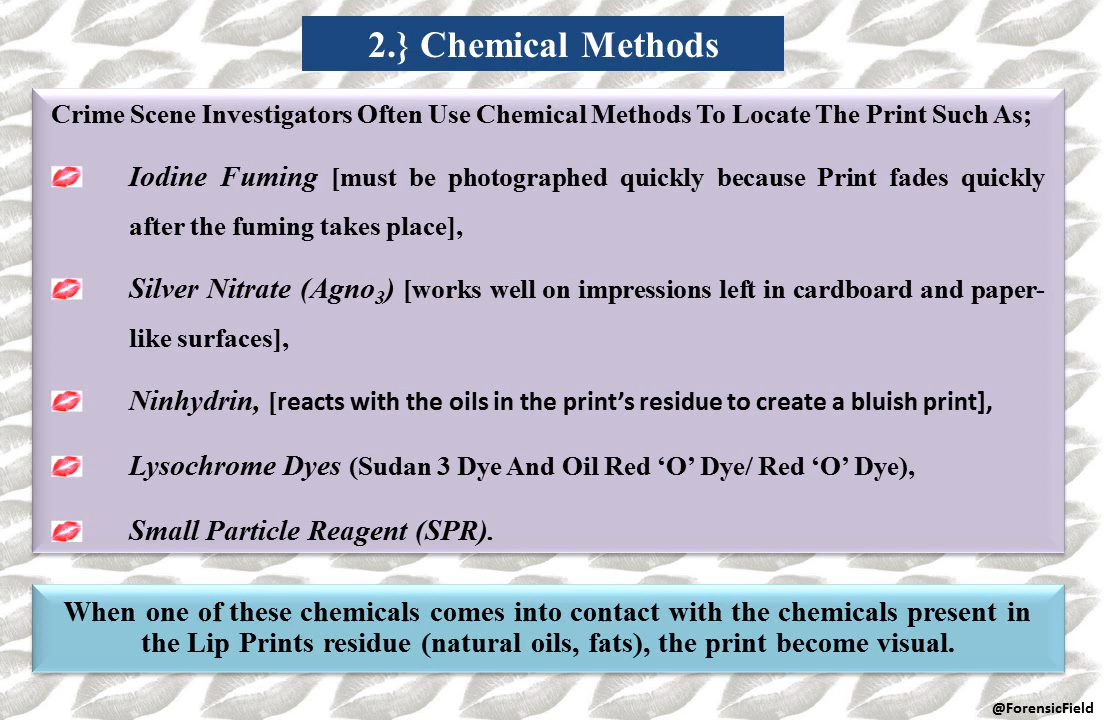 2.} Chemical Methods
Crime Scene Investigators Often Use Chemical Methods To Locate The Print Such As;
Iodine Fuming [must be photographed quickly because Print fades quickly
after the fuming takes place],
Silver Nitrate (Agno₃) [works well on impressions left in cardboard and paper-
like surfaces],
Ninhydrin, [reacts with the oils in the print’s residue to create a bluish print],
Lysochrome Dyes (Sudan 3 Dye And Oil Red ‘O’ Dye/ Red ‘O’ Dye),
Small Particle Reagent (SPR).
When one of these chemicals comes into contact with the chemicals present in
the Lip Prints residue (natural oils, fats), the print become visual.
@ForensicField